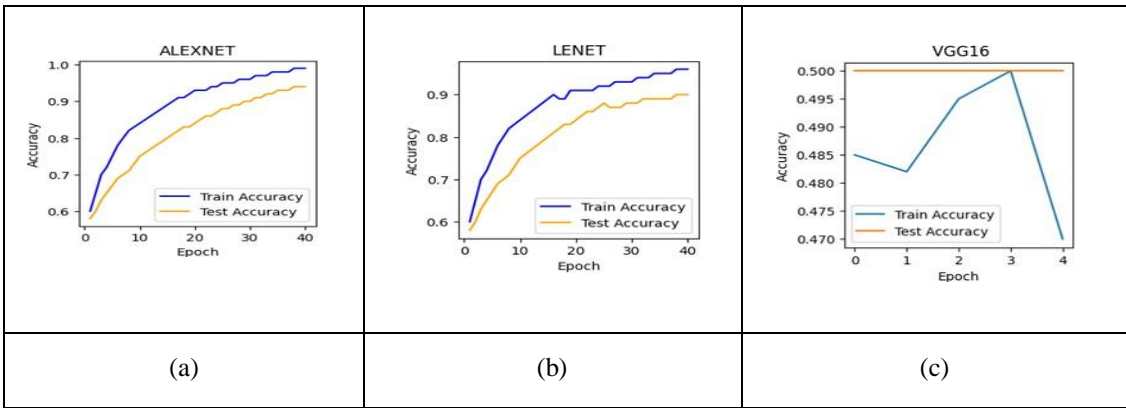 ALEXNET
1.0
0.9
0.8
0.7
0.6
Accuracy
Train Accuracy
Test Accuracy
0 10 20 30 40
Epoch
LENET
0.9
0.8
0.7
0.6
Accuracy
Train Accuracy
Test Accuracy
0 10 20 30 40
Epoch
VGG16
0.500
0.495
0.490
0.485
0.480
0.475
0.470
Accuracy
Train Accuracy
Test Accuracy
0 1 2 3 4
Epoch
(a) (b) (c)